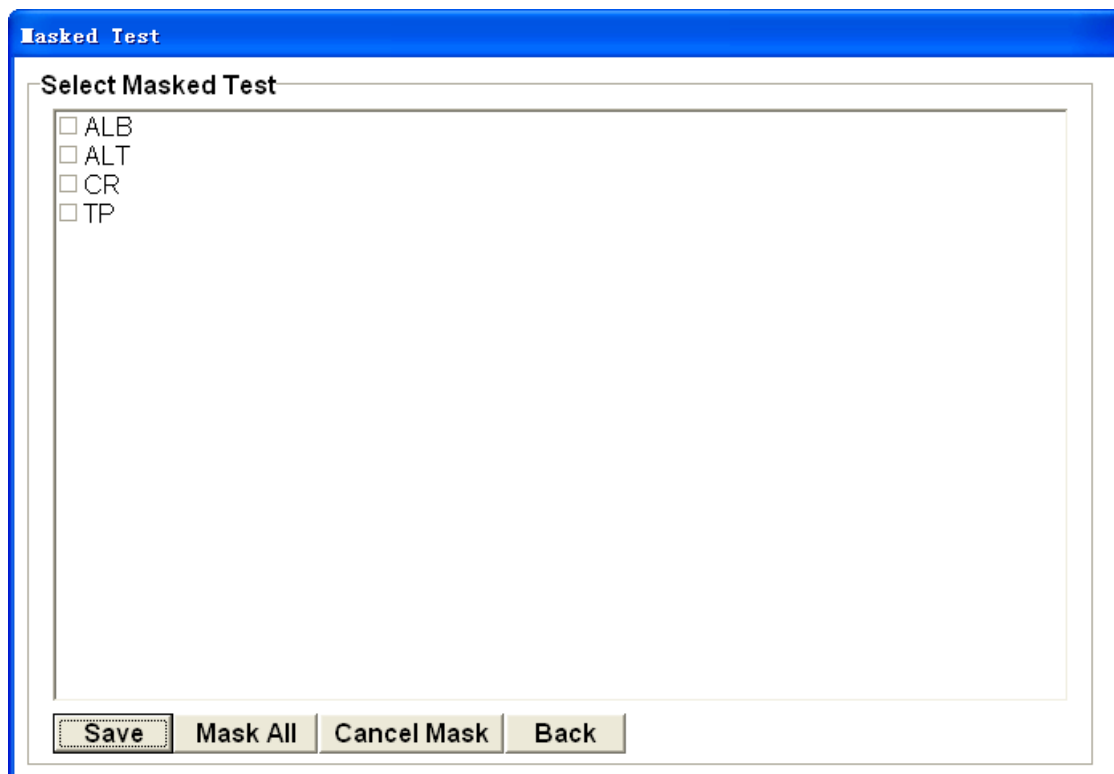 Masked Test
Select Masked Test
ALB
ALT
CR
TP
Save Mask All Cancel Mask Back